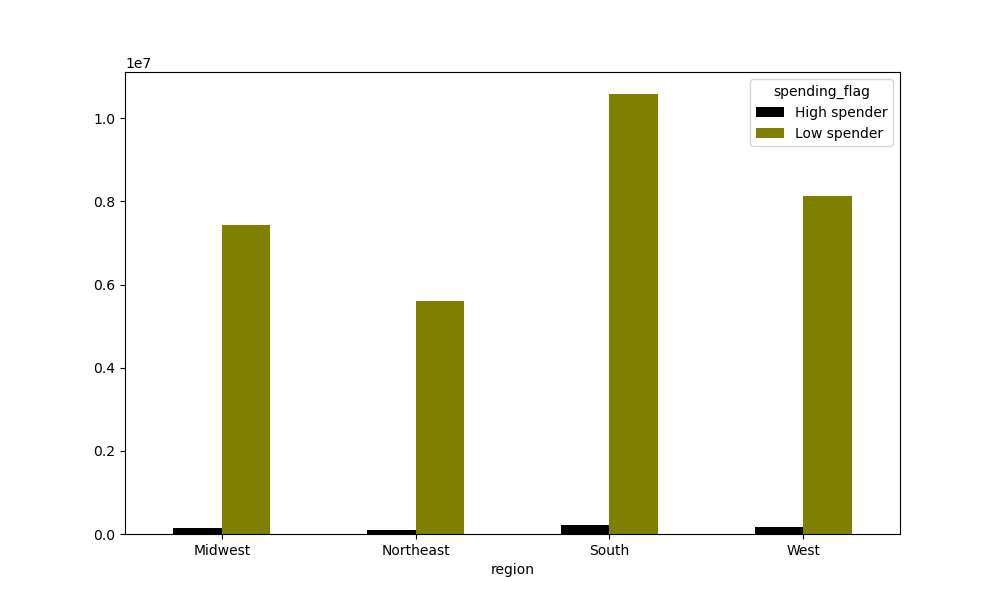 1e7
spending_flag
High spender
Low spender
1.0
0.8
0.6
0.4
0.2
0.0
Midwest Northeast South West
region